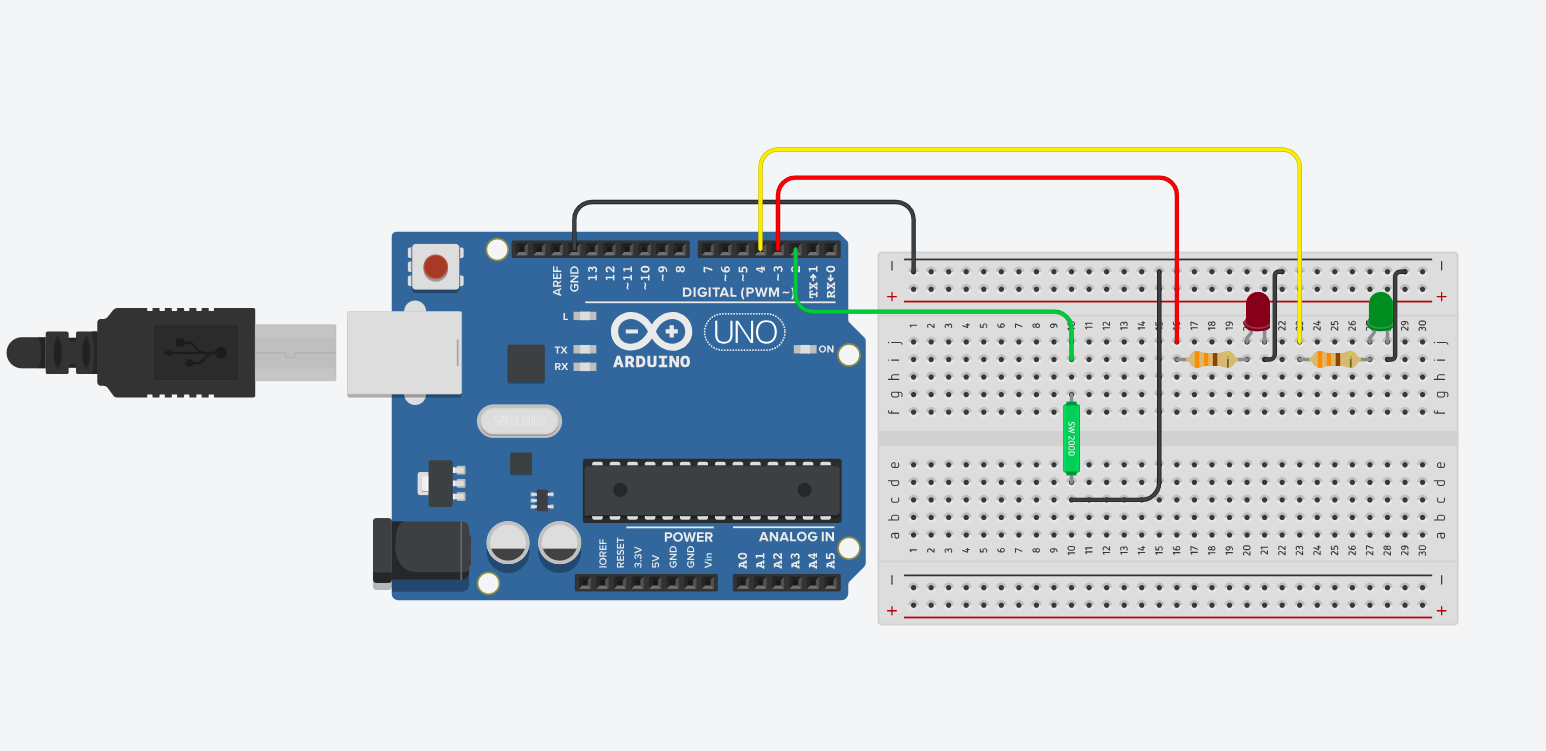 AREF
GND
13
12
~11
~10
~9
8
7
~6
~5
4
~3
2
TX→1
RX←0
DIGITAL (PWM~)
L
TX
RX
UNO
ARDUINO
ON
SPK16.000G
IOREF
RESET
3.3V
5V
GND
GND
Vin
POWER
A0
A1
A2
A3
A4
A5
ANALOG IN
− −
+ +
1 2 3 4 5 6 7 8 9 10 11 12 13 14 15 16 17 18 19 20 21 22 23 24 25 26 27 28 29 30
j j
i i
h h
g g
f f
SW 200D
e e
d d
c c
b b
a a
1 2 3 4 5 6 7 8 9 10 11 12 13 14 15 16 17 18 19 20 21 22 23 24 25 26 27 28 29 30
− −
+ +